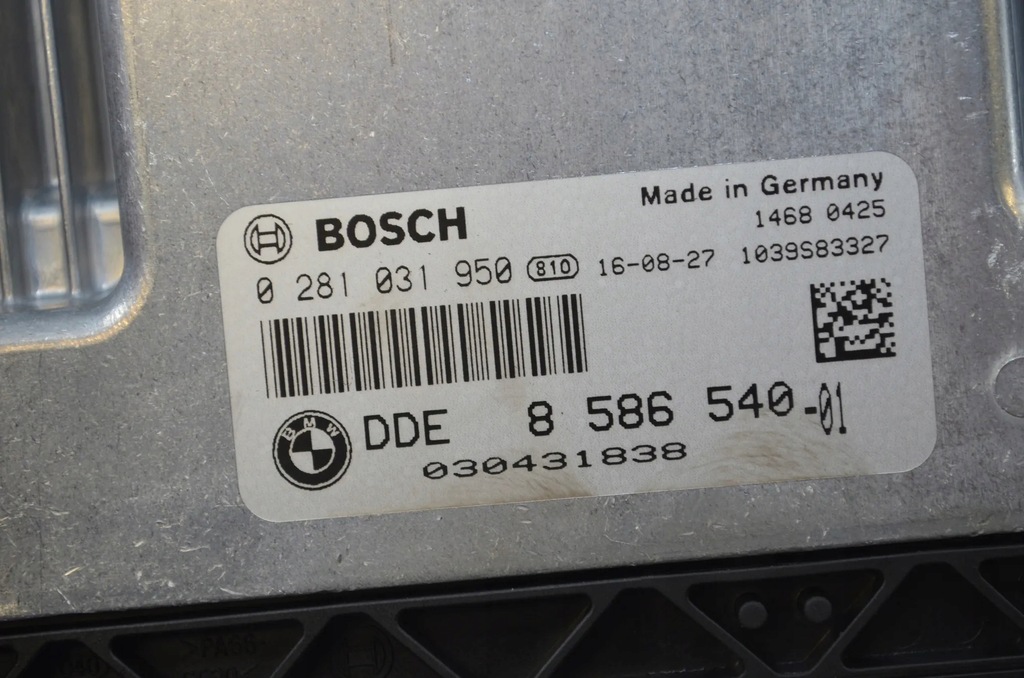 BOSCH
Made in Germany
1468 0425
0 281 031 950 810 16-08-27 1039S83327
BMW DDE 8 586 540-01
030431838